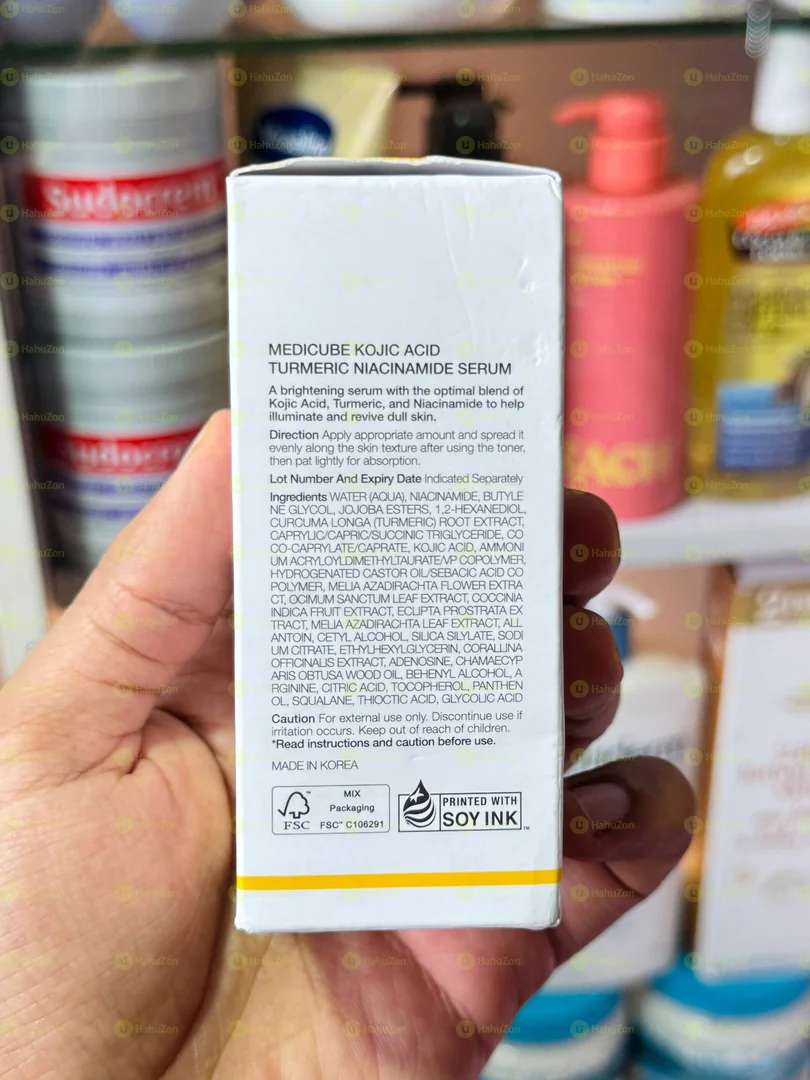 Sudocrem
MEDICUBE KOJIC ACID
TURMERIC NIACINAMIDE SERUM
A brightening serum with the optimal blend of
Kojic Acid, Turmeric, and Niacinamide to help
illuminate and revive dull skin.
Direction Apply appropriate amount and spread it
evenly along the skin texture after using the toner,
then pat lightly for absorption.
Lot Number And Expiry Date Indicated Separately
Ingredients WATER (AQUA), NIACINAMIDE, BUTYLE
NE GLYCOL, JOJOBA ESTERS, 1,2-HEXANEDIOL,
CURCUMA LONGA (TURMERIC) ROOT EXTRACT,
CAPRYLIC/CAPRIC/SUCCINIC TRIGLYCERIDE, CO
CO-CAPRYLATE/CAPRATE, KOJIC ACID, AMMONI
UM ACRYLOYLDIMETHYLTAURATE/VP COPOLYMER,
HYDROGENATED CASTOR OIL/SEBACIC ACID CO
POLYMER, MELIA AZADIRACHTA FLOWER EXTRA
CT, OCIMUM SANCTUM LEAF EXTRACT, COCCINIA
INDICA FRUIT EXTRACT, ECLIPTA PROSTRATA EX
TRACT, MELIA AZADIRACHTA LEAF EXTRACT, ALL
ANTOIN, CETYL ALCOHOL, SILICA SILYLATE, SODI
UM CITRATE, ETHYLHEXYLGLYCERIN, CORALLINA
OFFICINALIS EXTRACT, ADENOSINE, CHAMAECYP
ARIS OBTUSA WOOD OIL, BEHENYL ALCOHOL, A
RGININE, CITRIC ACID, TOCOPHEROL, PANTHEN
OL, SQUALANE, THIOCTIC ACID, GLYCOLIC ACID
Caution For external use only. Discontinue use if
irritation occurs. Keep out of reach of children.
*Read instructions and caution before use.
MADE IN KOREA
FSC
MIX
Packaging
FSC™ C106291
PRINTED WITH
SOY INK™
Sudocrem
HahuZon